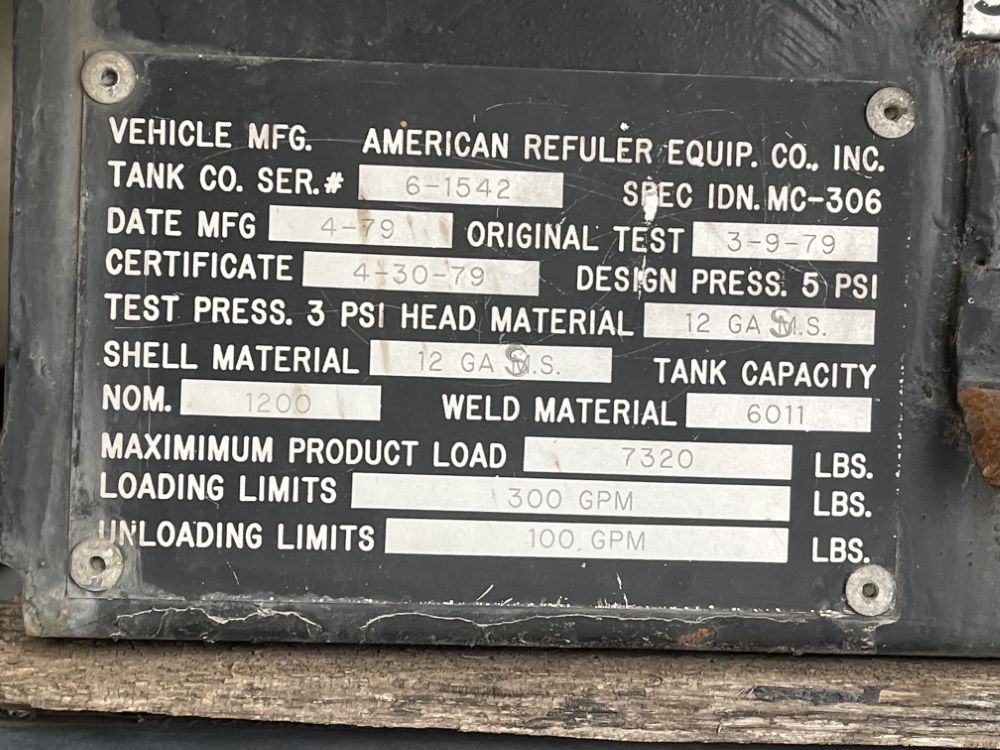 VEHICLE MFG. AMERICAN REFULER EQUIP. CO., INC.
TANK CO. SER.# 6-1542 SPEC IDN. MC-306
DATE MFG 4-79 ORIGINAL TEST 3-9-79
CERTIFICATE 4-30-79 DESIGN PRESS. 5 PSI
TEST PRESS. 3 PSI HEAD MATERIAL 12 GA M.S.
SHELL MATERIAL 12 GA M.S. TANK CAPACITY
NOM. 1200 WELD MATERIAL 6011
MAXIMIMUM PRODUCT LOAD 7320 LBS.
LOADING LIMITS 300 GPM LBS.
UNLOADING LIMITS 100 GPM LBS.